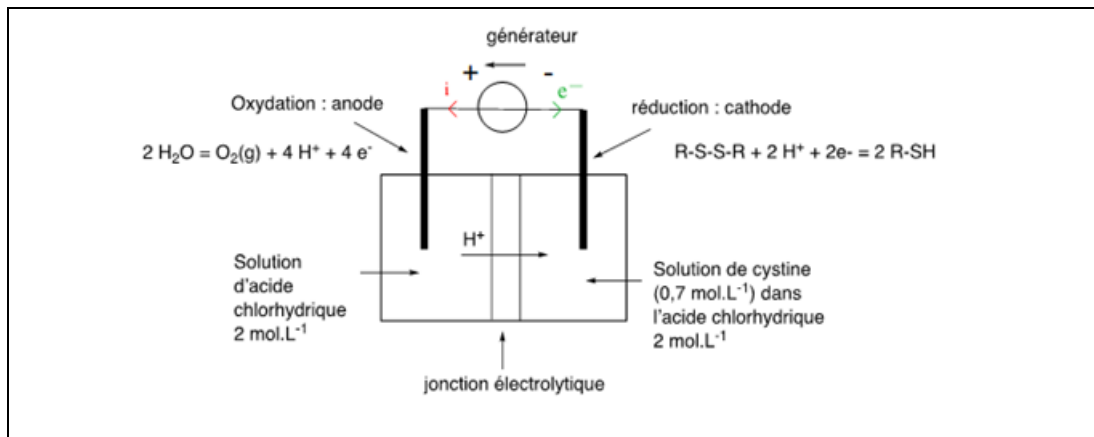 générateur
+ -
i e⁻
Oxydation : anode
réduction : cathode
2 H₂O = O₂(g) + 4 H⁺ + 4 e⁻
R-S-S-R + 2 H⁺ + 2e- = 2 R-SH
H⁺
Solution
d'acide
chlorhydrique
2 mol.L⁻¹
Solution de cystine
(0,7 mol.L⁻¹) dans
l'acide chlorhydrique
2 mol.L⁻¹
jonction électrolytique